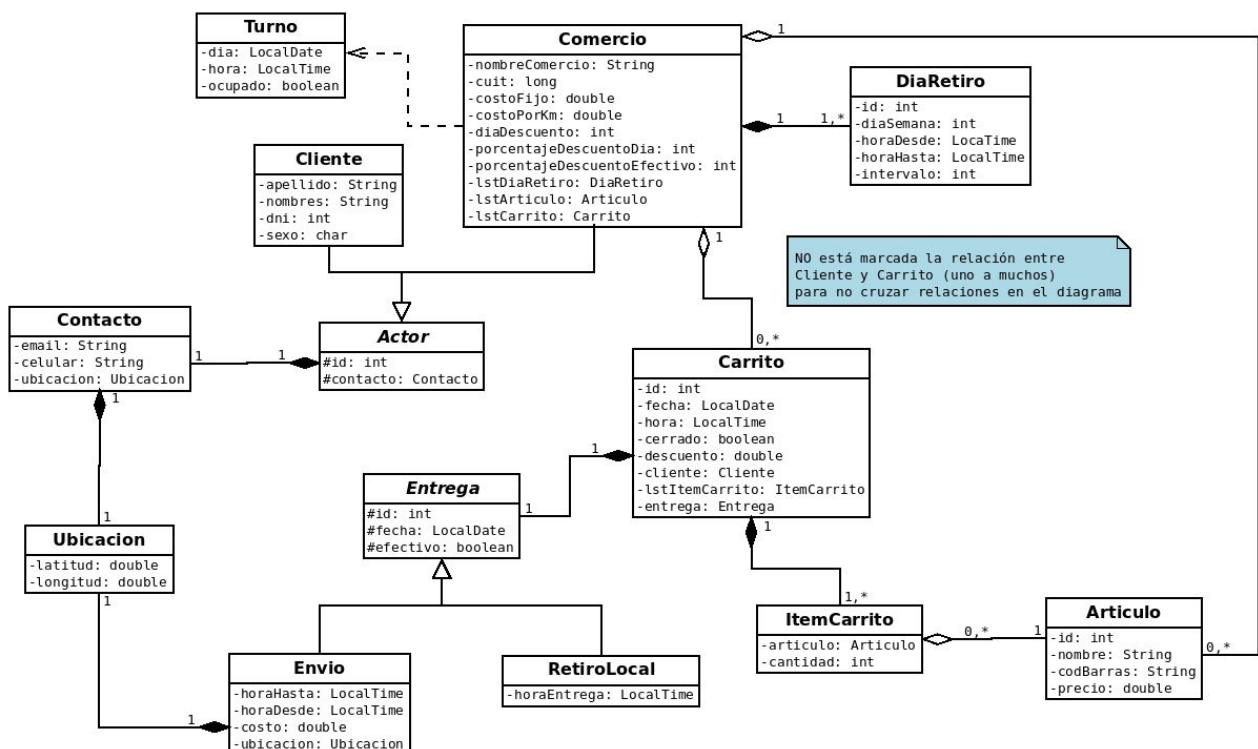 Turno
-dia: LocalDate
-hora: LocalTime
-ocupado: boolean
Comercio
-nombreComercio: String
-cuit: long
-costoFijo: double
-costoPorKm: double
-diaDescuento: int
-porcentajeDescuentoDia: int
-porcentajeDescuentoEfectivo: int
-lstDiaRetiro: DiaRetiro
-lstArticulo: Articulo
-lstCarrito: Carrito
1
1
1,*
1
DiaRetiro
-id: int
-diaSemana: int
-horaDesde: LocaTime
-horaHasta: LocalTime
-intervalo: int
Cliente
-apellido: String
-nombres: String
-dni: int
-sexo: char
NO está marcada la relación entre
Cliente y Carrito (uno a muchos)
para no cruzar relaciones en el diagrama
Contacto
-email: String
-celular: String
-ubicacion: Ubicacion
1
1
1
Actor
#id: int
#contacto: Contacto
0,*
Carrito
-id: int
-fecha: LocalDate
-hora: LocalTime
-cerrado: boolean
-descuento: double
-cliente: Cliente
-lstItemCarrito: ItemCarrito
-entrega: Entrega
1
1
1
Entrega
#id: int
#fecha: LocalDate
#efectivo: boolean
1
Ubicacion
-latitud: double
-longitud: double
1
1,*
ItemCarrito
-articulo: Articulo
-cantidad: int
0,*
1
Articulo
-id: int
-nombre: String
-codBarras: String
-precio: double
0,*
Envio
-horaHasta: LocalTime
-horaDesde: LocalTime
-costo: double
-ubicacion: Ubicacion
1
RetiroLocal
-horaEntrega: LocalTime